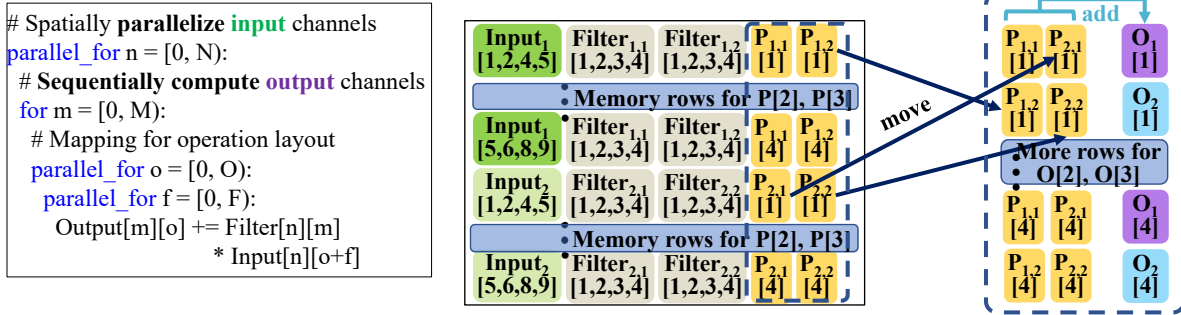 # Spatially parallelize input channels
parallel_for n = [0, N):
# Sequentially compute output channels
for m = [0, M):
# Mapping for operation layout
parallel_for o = [0, O):
parallel_for f = [0, F):
Output[m][o] += Filter[n][m]
* Input[n][o+f]
Input1 Filter1,1 Filter1,2 P1,1 P1,2
[1,2,4,5] [1,2,3,4] [1,2,3,4] [1] [1]
Memory rows for P[2], P[3]
Input1 Filter1,1 Filter1,2 P1,1 P1,2
[5,6,8,9] [1,2,3,4] [1,2,3,4] [4] [4]
Input2 Filter2,1 Filter2,2 P2,1 P2,2
[1,2,4,5] [1,2,3,4] [1,2,3,4] [1] [1]
Memory rows for P[2], P[3]
Input2 Filter2,1 Filter2,2 P2,1 P2,2
[5,6,8,9] [1,2,3,4] [1,2,3,4] [4] [4]
move
add
P1,1 P2,1 O1
[1] [1] [1]
P1,2 P2,2 O2
[1] [1] [1]
More rows for
O[2], O[3]
P1,1 P2,1 O1
[4] [4] [4]
P1,2 P2,2 O2
[4] [4] [4]